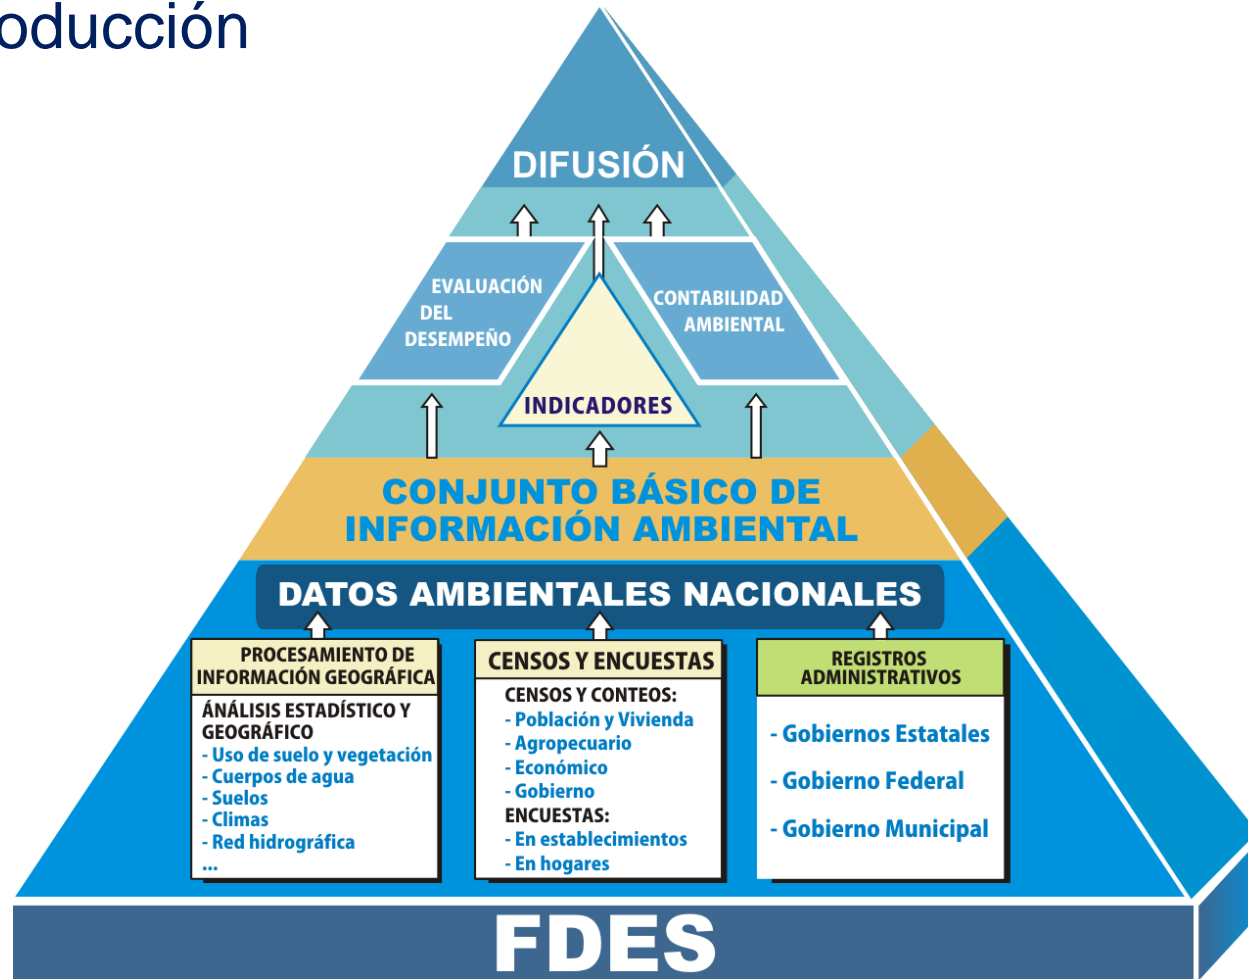 oducción
DIFUSIÓN
EVALUACIÓN
DEL
DESEMPEÑO
CONTABILIDAD
AMBIENTAL
INDICADORES
CONJUNTO BÁSICO DE
INFORMACIÓN AMBIENTAL
DATOS AMBIENTALES NACIONALES
PROCESAMIENTO DE
INFORMACIÓN GEOGRÁFICA
ÁNÁLISIS ESTADÍSTICO Y
GEOGRÁFICO
- Uso de suelo y vegetación
- Cuerpos de agua
- Suelos
- Climas
- Red hidrográfica
...
CENSOS Y ENCUESTAS
CENSOS Y CONTEOS:
- Población y Vivienda
- Agropecuario
- Económico
- Gobierno
ENCUESTAS:
- En establecimientos
- En hogares
REGISTROS
ADMINISTRATIVOS
- Gobiernos Estatales
- Gobierno Federal
- Gobierno Municipal
FDES